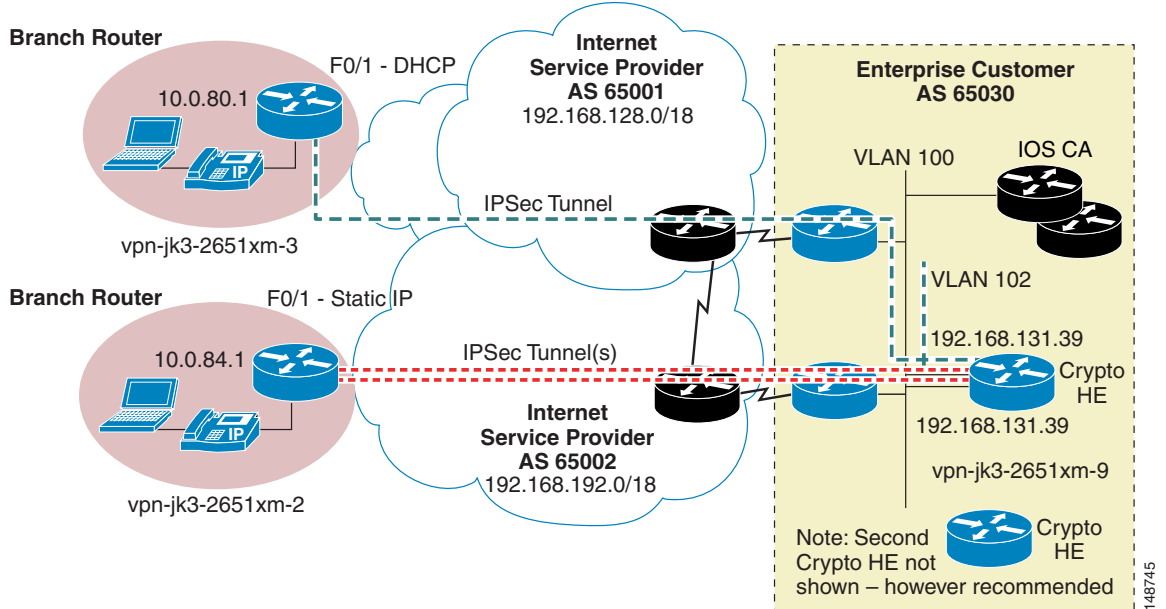 Branch Router
F0/1 - DHCP
10.0.80.1
IP
vpn-jk3-2651xm-3
Internet
Service Provider
AS 65001
192.168.128.0/18
IPSec Tunnel
Enterprise Customer
AS 65030
VLAN 100
IOS CA
VLAN 102
Branch Router
F0/1 - Static IP
10.0.84.1
IP
vpn-jk3-2651xm-2
IPSec Tunnel(s)
Internet
Service Provider
AS 65002
192.168.192.0/18
192.168.131.39
Crypto
HE
192.168.131.39
vpn-jk3-2651xm-9
Crypto
HE
Note: Second
Crypto HE not
shown – however recommended
148745